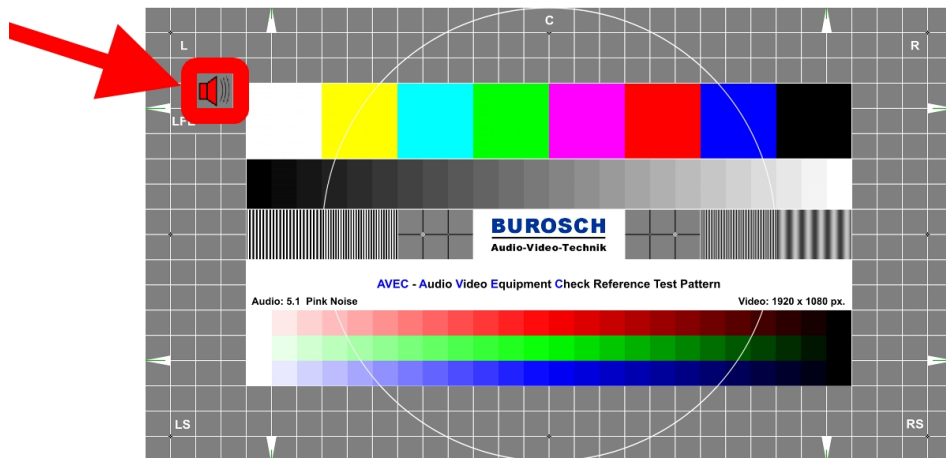 C
L
R
LFE
BUROSCH
Audio-Video-Technik
AVEC - Audio Video Equipment Check Reference Test Pattern
Audio: 5.1 Pink Noise
Video: 1920 x 1080 px.
LS
RS